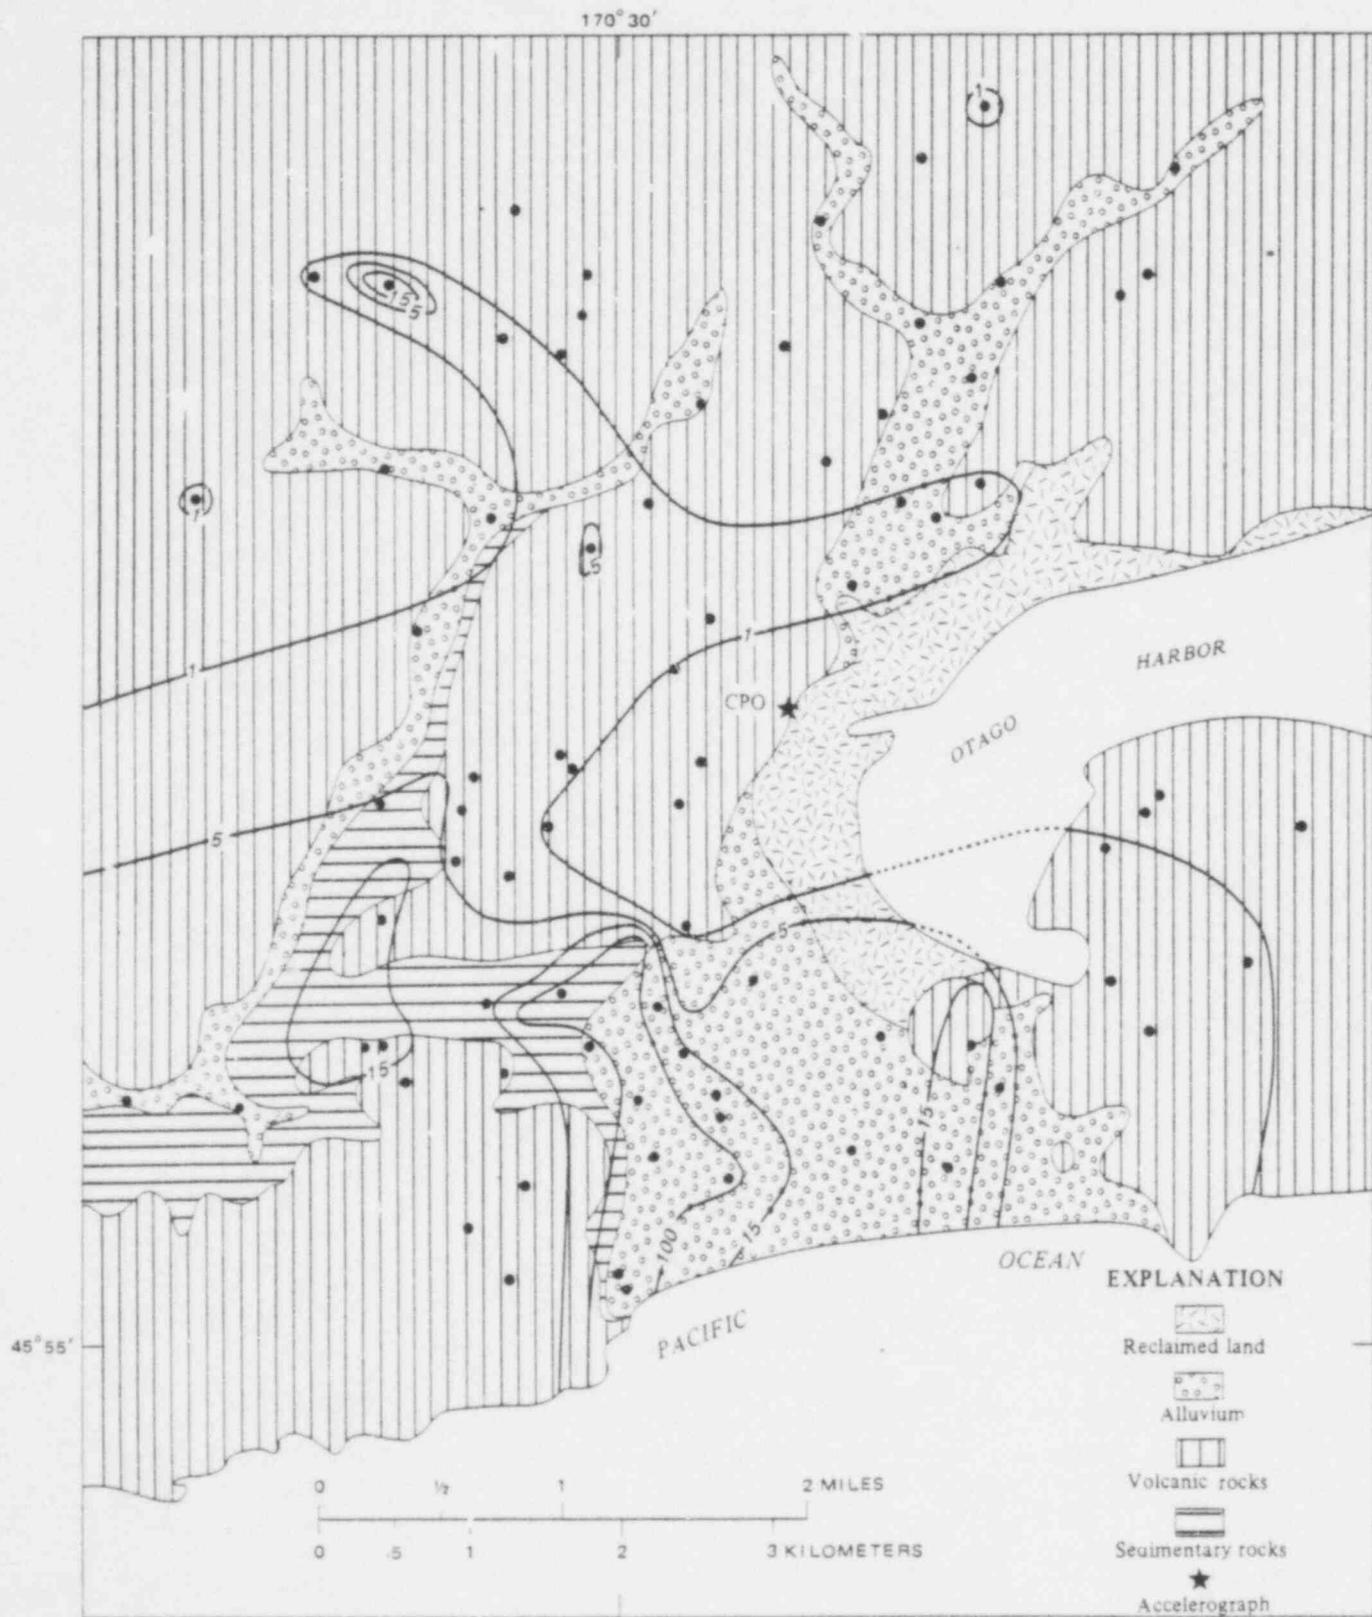 170° 30'
1
15
5
1
5
1
1
CPO
HARBOR
OTAGO
5
5
15
15
100
15
OCEAN
PACIFIC
45° 55'
EXPLANATION
Reclaimed land
Alluvium
Volcanic rocks
Sedimentary rocks
Accelerograph
0 ½ 1 2 MILES
0 .5 1 2 3 KILOMETERS